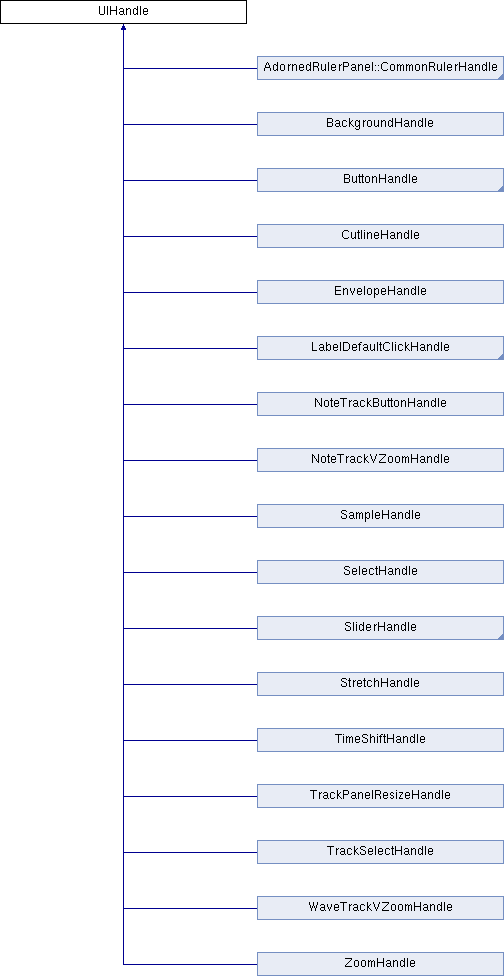 UIHandle
AdornedRulerPanel::CommonRulerHandle
BackgroundHandle
ButtonHandle
CutlineHandle
EnvelopeHandle
LabelDefaultClickHandle
NoteTrackButtonHandle
NoteTrackVZoomHandle
SampleHandle
SelectHandle
SliderHandle
StretchHandle
TimeShiftHandle
TrackPanelResizeHandle
TrackSelectHandle
WaveTrackVZoomHandle
ZoomHandle